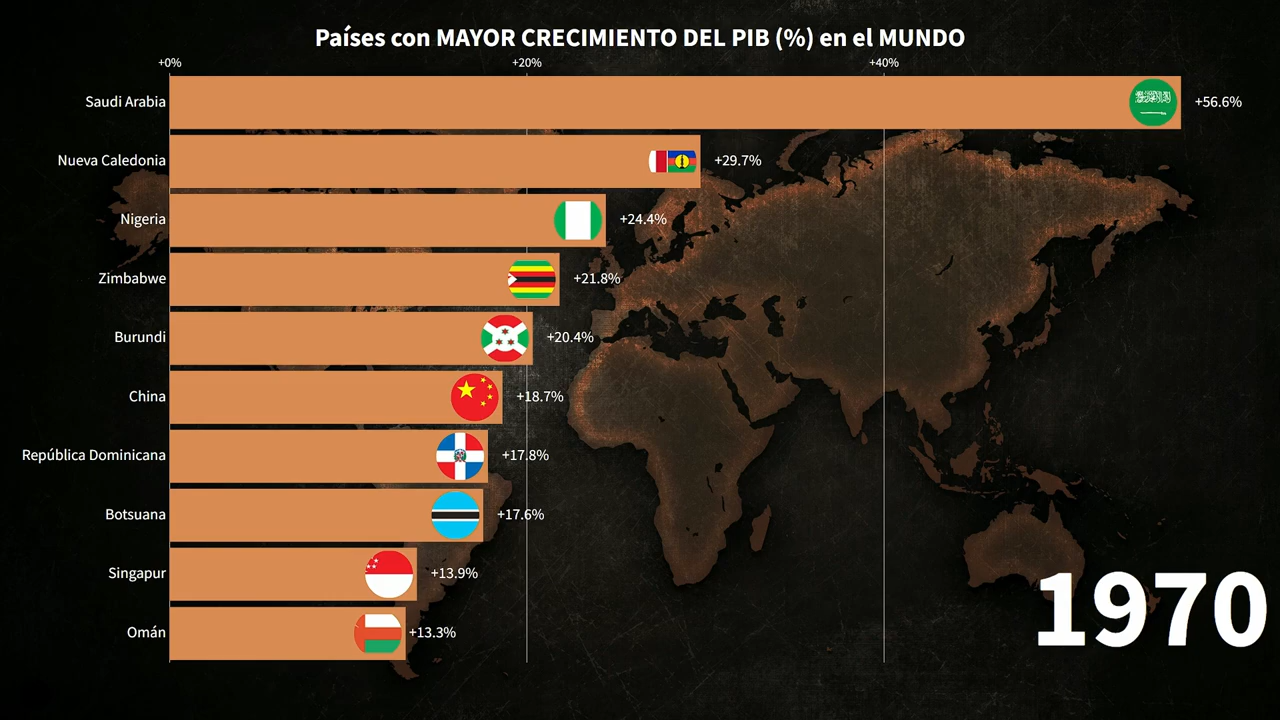 Países con MAYOR CRECIMIENTO DEL PIB (%) en el MUNDO
+0% +20% +40%
Saudi Arabia +56.6%
Nueva Caledonia +29.7%
Nigeria +24.4%
Zimbabwe +21.8%
Burundi +20.4%
China +18.7%
República Dominicana +17.8%
Botsuana +17.6%
Singapur +13.9%
Omán +13.3%
1970